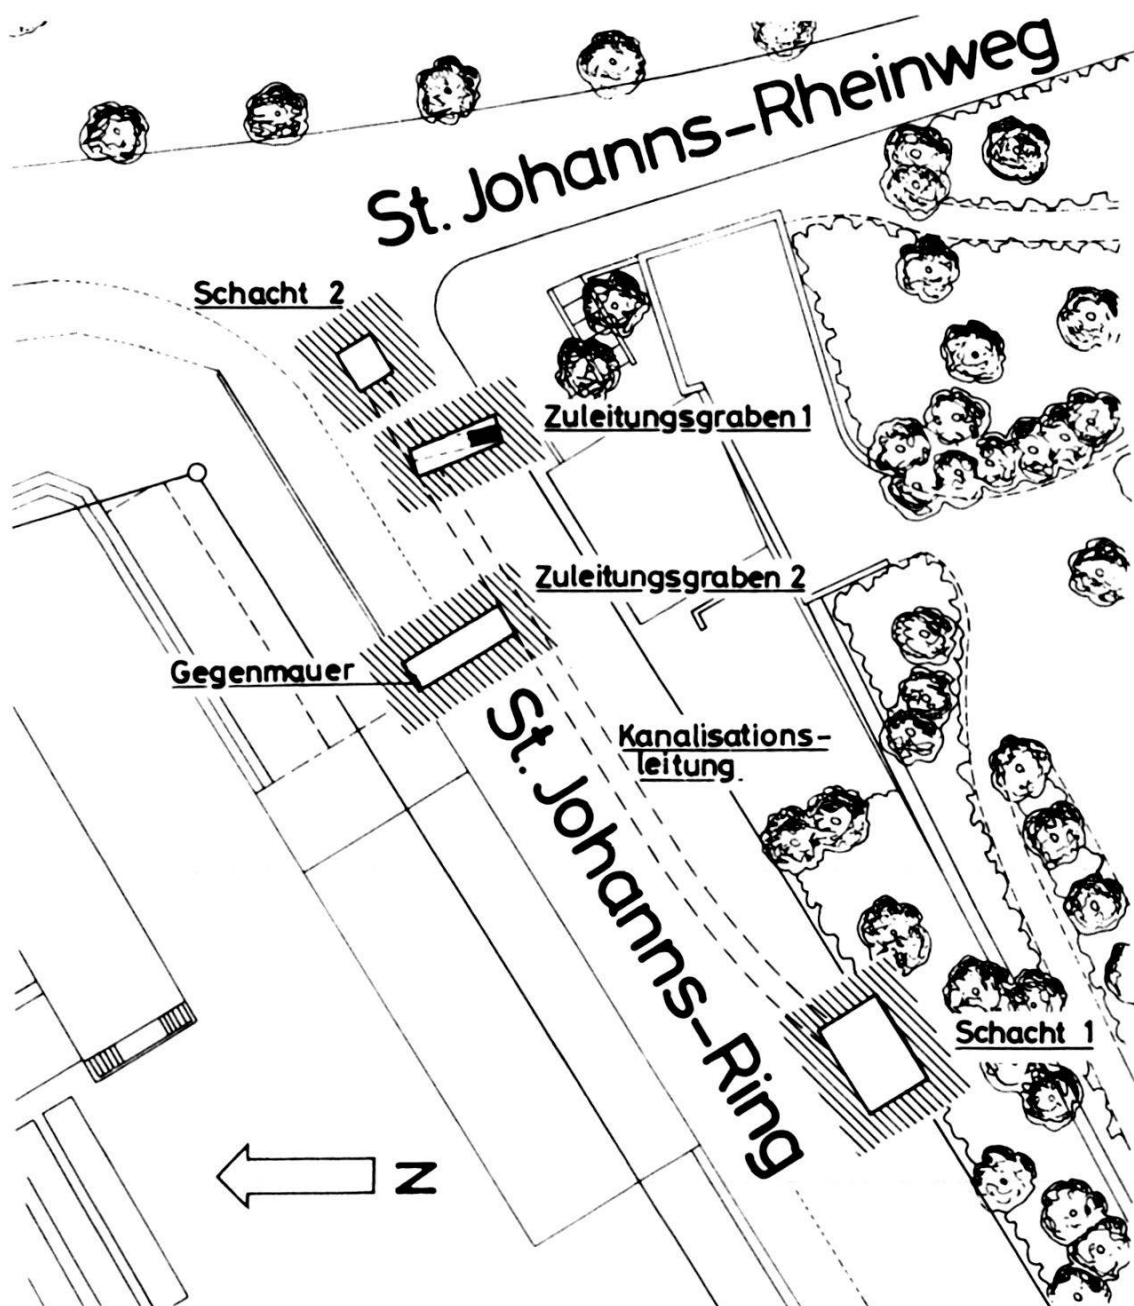 St. Johanns-Rheinweg
Schacht 2
Zuleitungsgraben 1
Zuleitungsgraben 2
Gegenmauer
St. Johanns-Ring
Kanalisations-
leitung
Schacht 1
N